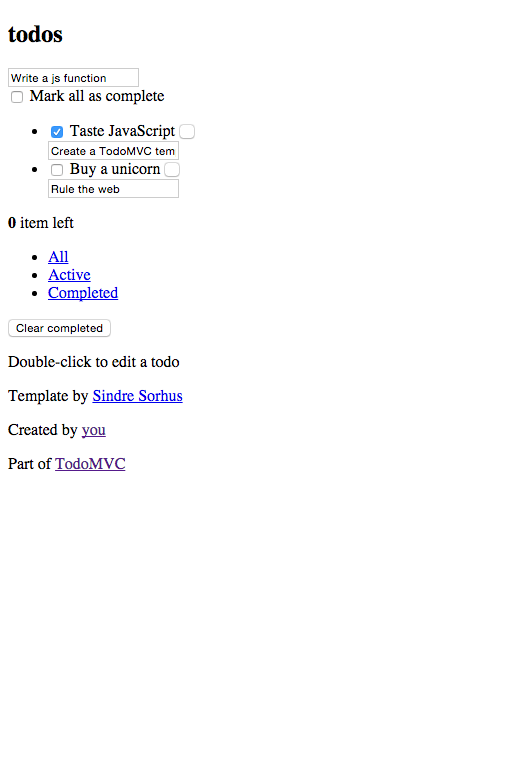 todos
Write a js function
Mark all as complete
Taste JavaScript
Create a TodoMVC tem
Buy a unicorn
Rule the web
0 item left
All
Active
Completed
Clear completed
Double-click to edit a todo
Template by Sindre Sorhus
Created by you
Part of TodoMVC